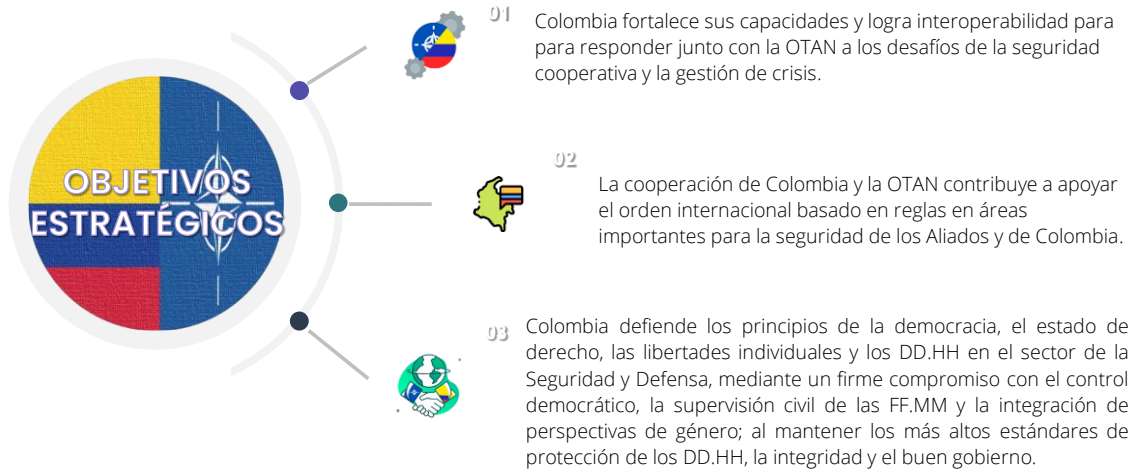 OBJETIVOS
ESTRATÉGICOS
01
Colombia fortalece sus capacidades y logra interoperabilidad para
para responder junto con la OTAN a los desafíos de la seguridad
cooperativa y la gestión de crisis.
02
La cooperación de Colombia y la OTAN contribuye a apoyar
el orden internacional basado en reglas en áreas
importantes para la seguridad de los Aliados y de Colombia.
03
Colombia defiende los principios de la democracia, el estado de
derecho, las libertades individuales y los DD.HH en el sector de la
Seguridad y Defensa, mediante un firme compromiso con el control
democrático, la supervisión civil de las FF.MM y la integración de
perspectivas de género; al mantener los más altos estándares de
protección de los DD.HH, la integridad y el buen gobierno.